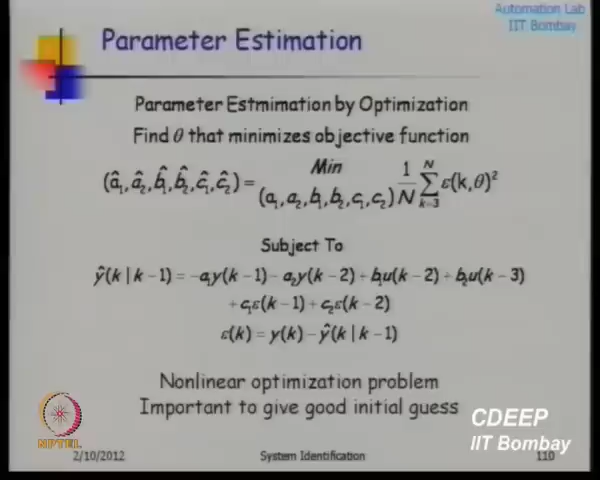 Automation Lab
IIT Bombay
Parameter Estimation
Parameter Estmimation by Optimization
Find θ that minimizes objective function
(â₁,â₂,b̂₁,b̂₂,ĉ₁,ĉ₂) = Min (a₁,a₂,b₁,b₂,c₁,c₂) 1/N Σ_{k=3}^{N} ε(k,θ)²
Subject To
ŷ(k|k−1) = −a₁y(k−1) − a₂y(k−2) + b₁u(k−2) + b₂u(k−3)
+c₁ε(k−1) + c₂ε(k−2)
ε(k) = y(k) − ŷ(k|k−1)
Nonlinear optimization problem
Important to give good initial guess
CDEEP
IIT Bombay
NPTEL
2/10/2012 System Identification 110